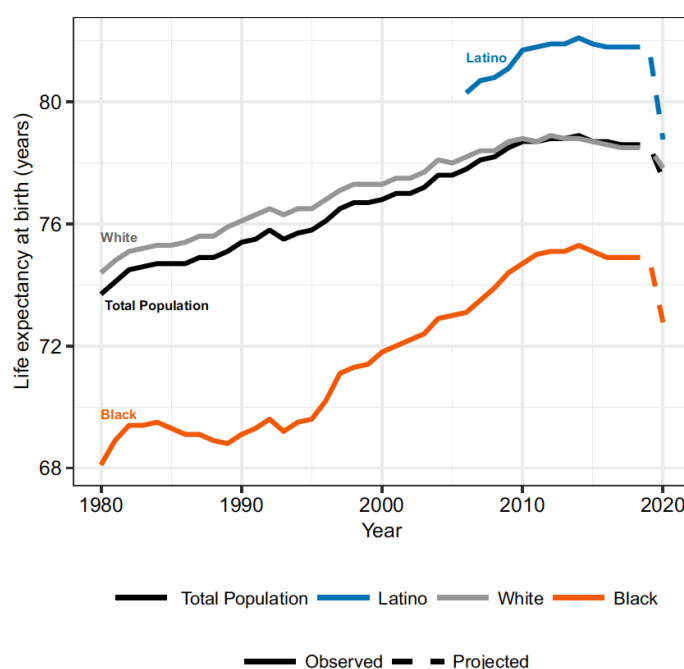 Latino
80
White
76
Total Population
72
Black
68
1980 1990 2000 2010 2020
Year
Life expectancy at birth (years)
Total Population Latino White Black
Observed Projected